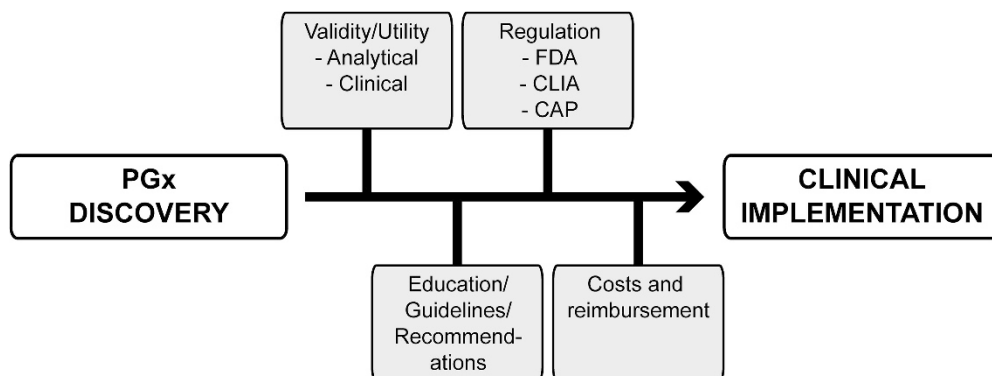 Validity/Utility
- Analytical
- Clinical
Regulation
- FDA
- CLIA
- CAP
PGx
DISCOVERY
CLINICAL
IMPLEMENTATION
Education/
Guidelines/
Recommend-
ations
Costs and
reimbursement